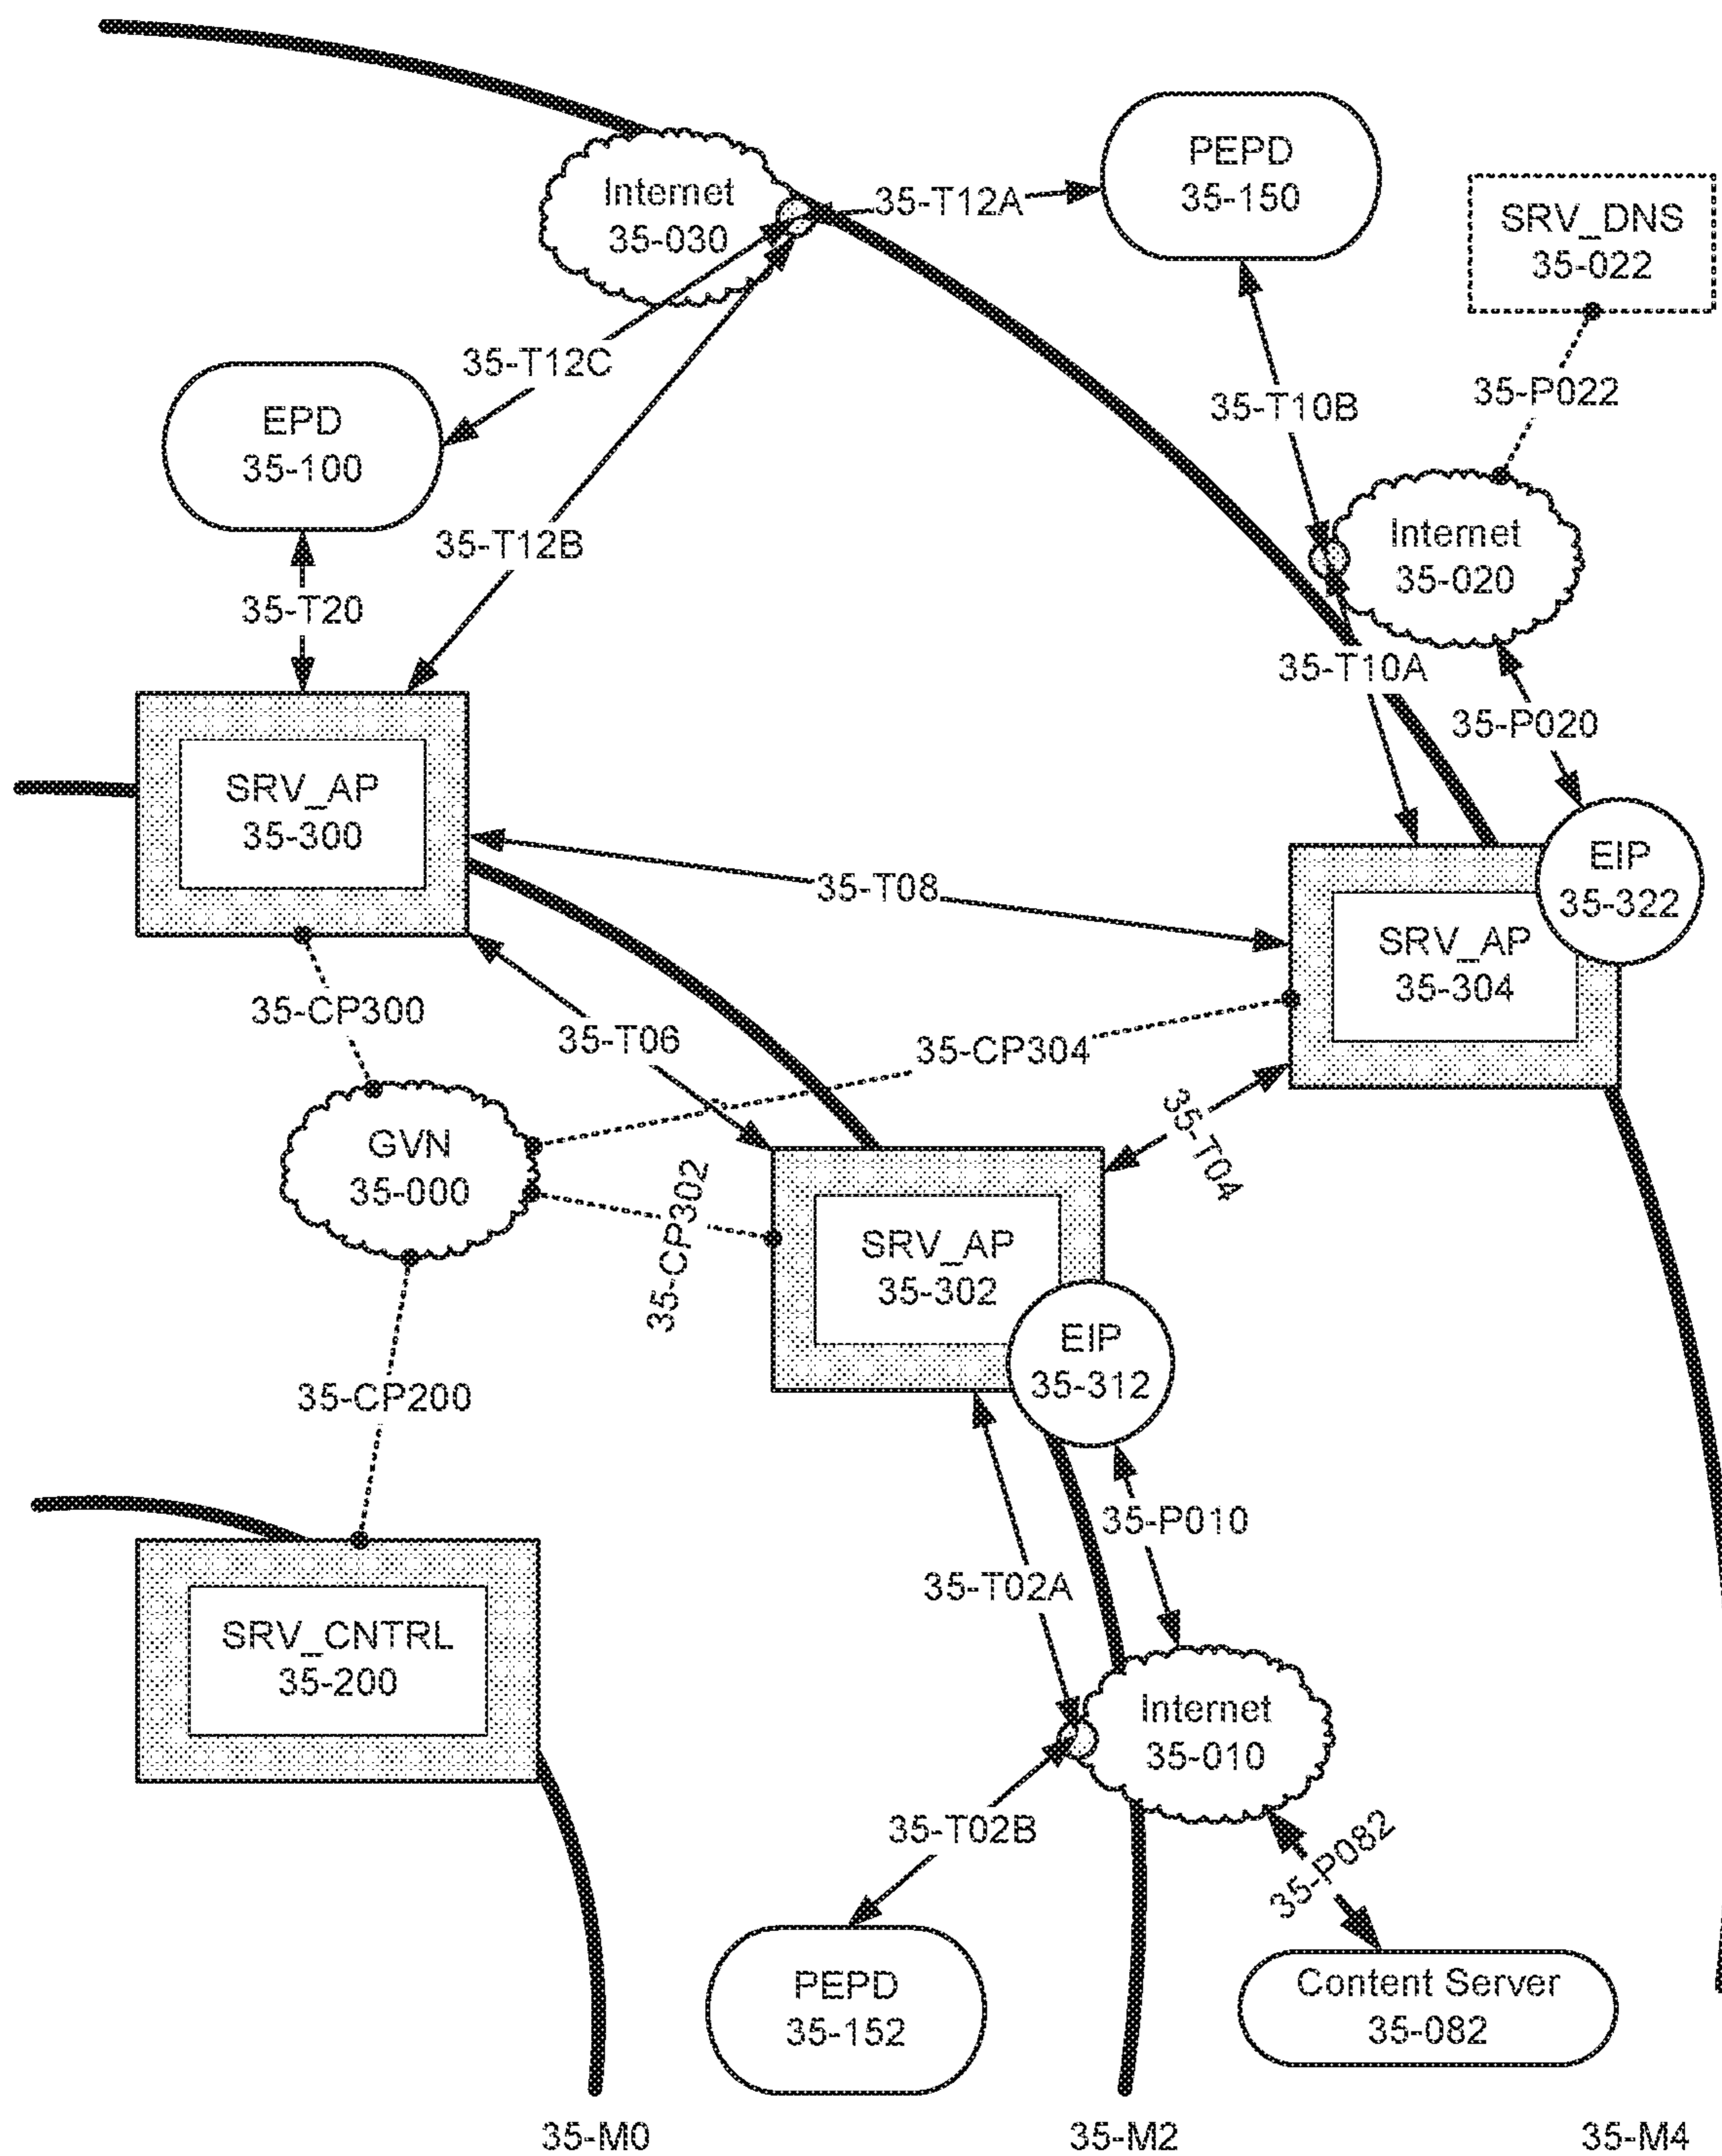 PEPD
35-150
Internet
35-030
35-T12A
SRV_DNS
35-022
35-T12C
35-P022
35-T10B
EPD
35-100
35-T12B
Internet
35-020
35-T20
35-T10A
35-P020
SRV_AP
35-300
EIP
35-322
35-T08
SRV_AP
35-304
35-CP300
35-T06
35-CP304
35-T04
GVN
35-000
35-CP302
SRV_AP
35-302
EIP
35-312
35-CP200
35-P010
35-T02A
SRV_CNTRL
35-200
Internet
35-010
35-T02B
35-P082
PEPD
35-152
Content Server
35-082
35-M0
35-M2
35-M4